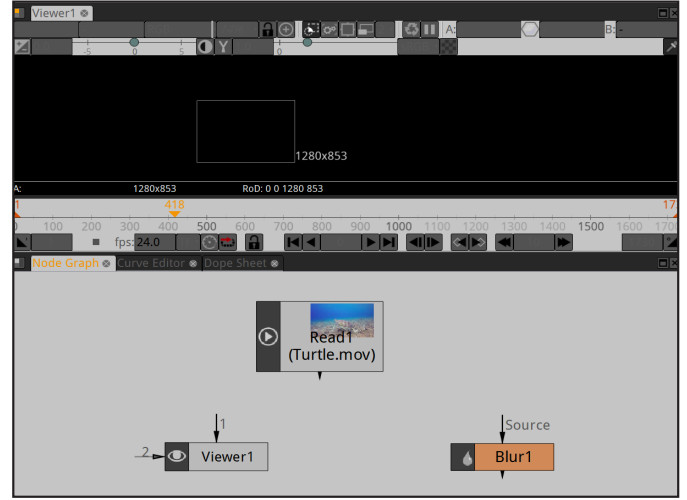 Viewer1
A:
B: -
-5 0 5 0
1280x853
A: 1280x853 RoD: 0 0 1280 853
1 418 17
0 100 200 300 400 500 600 700 800 900 1000 1100 1200 1300 1400 1500 1600 1700
fps: 24.0
Node Graph Curve Editor Dope Sheet
Read1
(Turtle.mov)
1
Source
2
Viewer1
Blur1